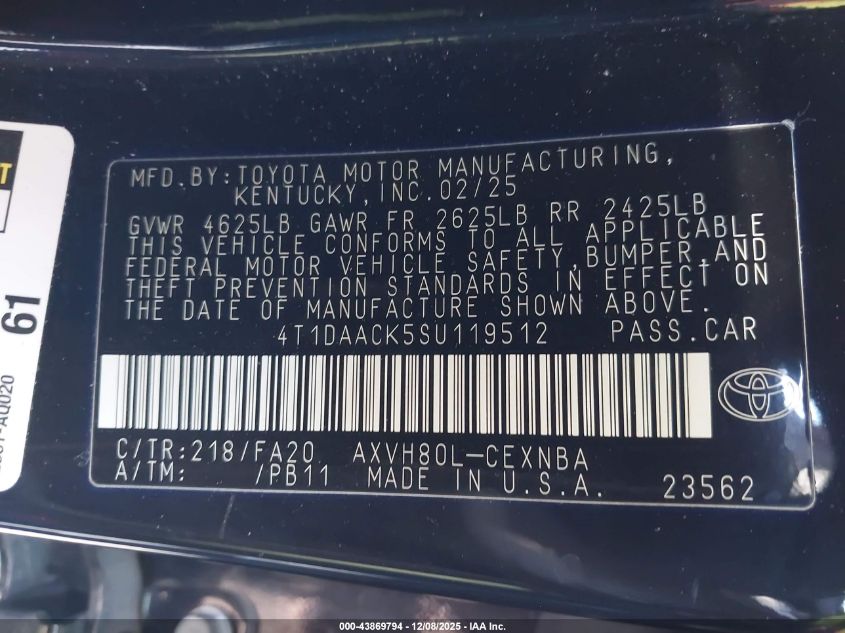 MFD.BY:TOYOTA MOTOR MANUFACTURING,
KENTUCKY,INC.02/25
GVWR 4625LB GAWR FR 2625LB RR 2425LB
THIS VEHICLE CONFORMS TO ALL APPLICABLE
FEDERAL MOTOR VEHICLE SAFETY,BUMPER,AND
THEFT PREVENTION STANDARDS IN EFFECT ON
THE DATE OF MANUFACTURE SHOWN ABOVE.
4T1DAACK5SU119512 PASS.CAR
C/TR:218/FA20 AXVH80L-CEXNBA
A/TM: /PB11 MADE IN U.S.A. 23562
61
000-43869794 - 12/08/2025 - IAA Inc.